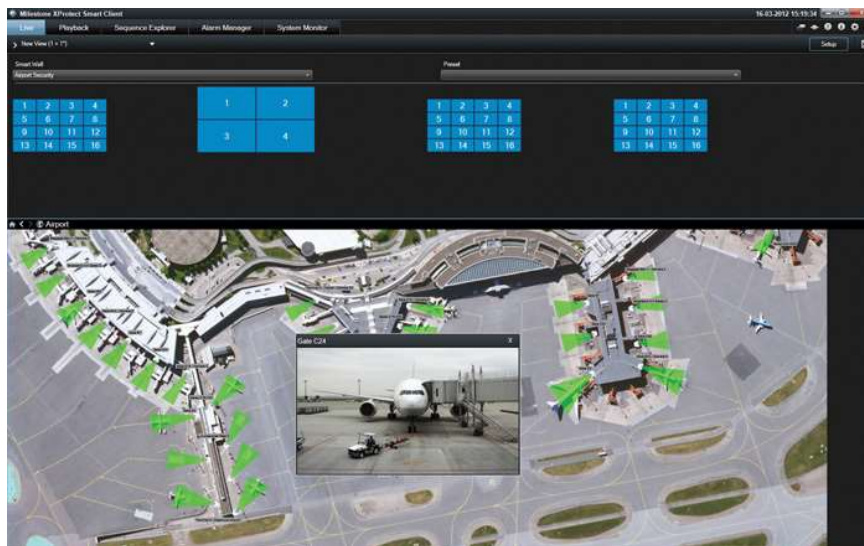 Milestone XProtect Smart Client
16-03-2012 15:19:34
Live Playback Sequence Explorer Alarm Manager System Monitor
New View (1 × 1*)
Setup
Smart Wall
Preset
Airport Security
1 2 3 4
5 6 7 8
9 10 11 12
13 14 15 16
1 2
3 4
1 2 3 4
5 6 7 8
9 10 11 12
13 14 15 16
1 2 3 4
5 6 7 8
9 10 11 12
13 14 15 16
Airport
Gate C24 X